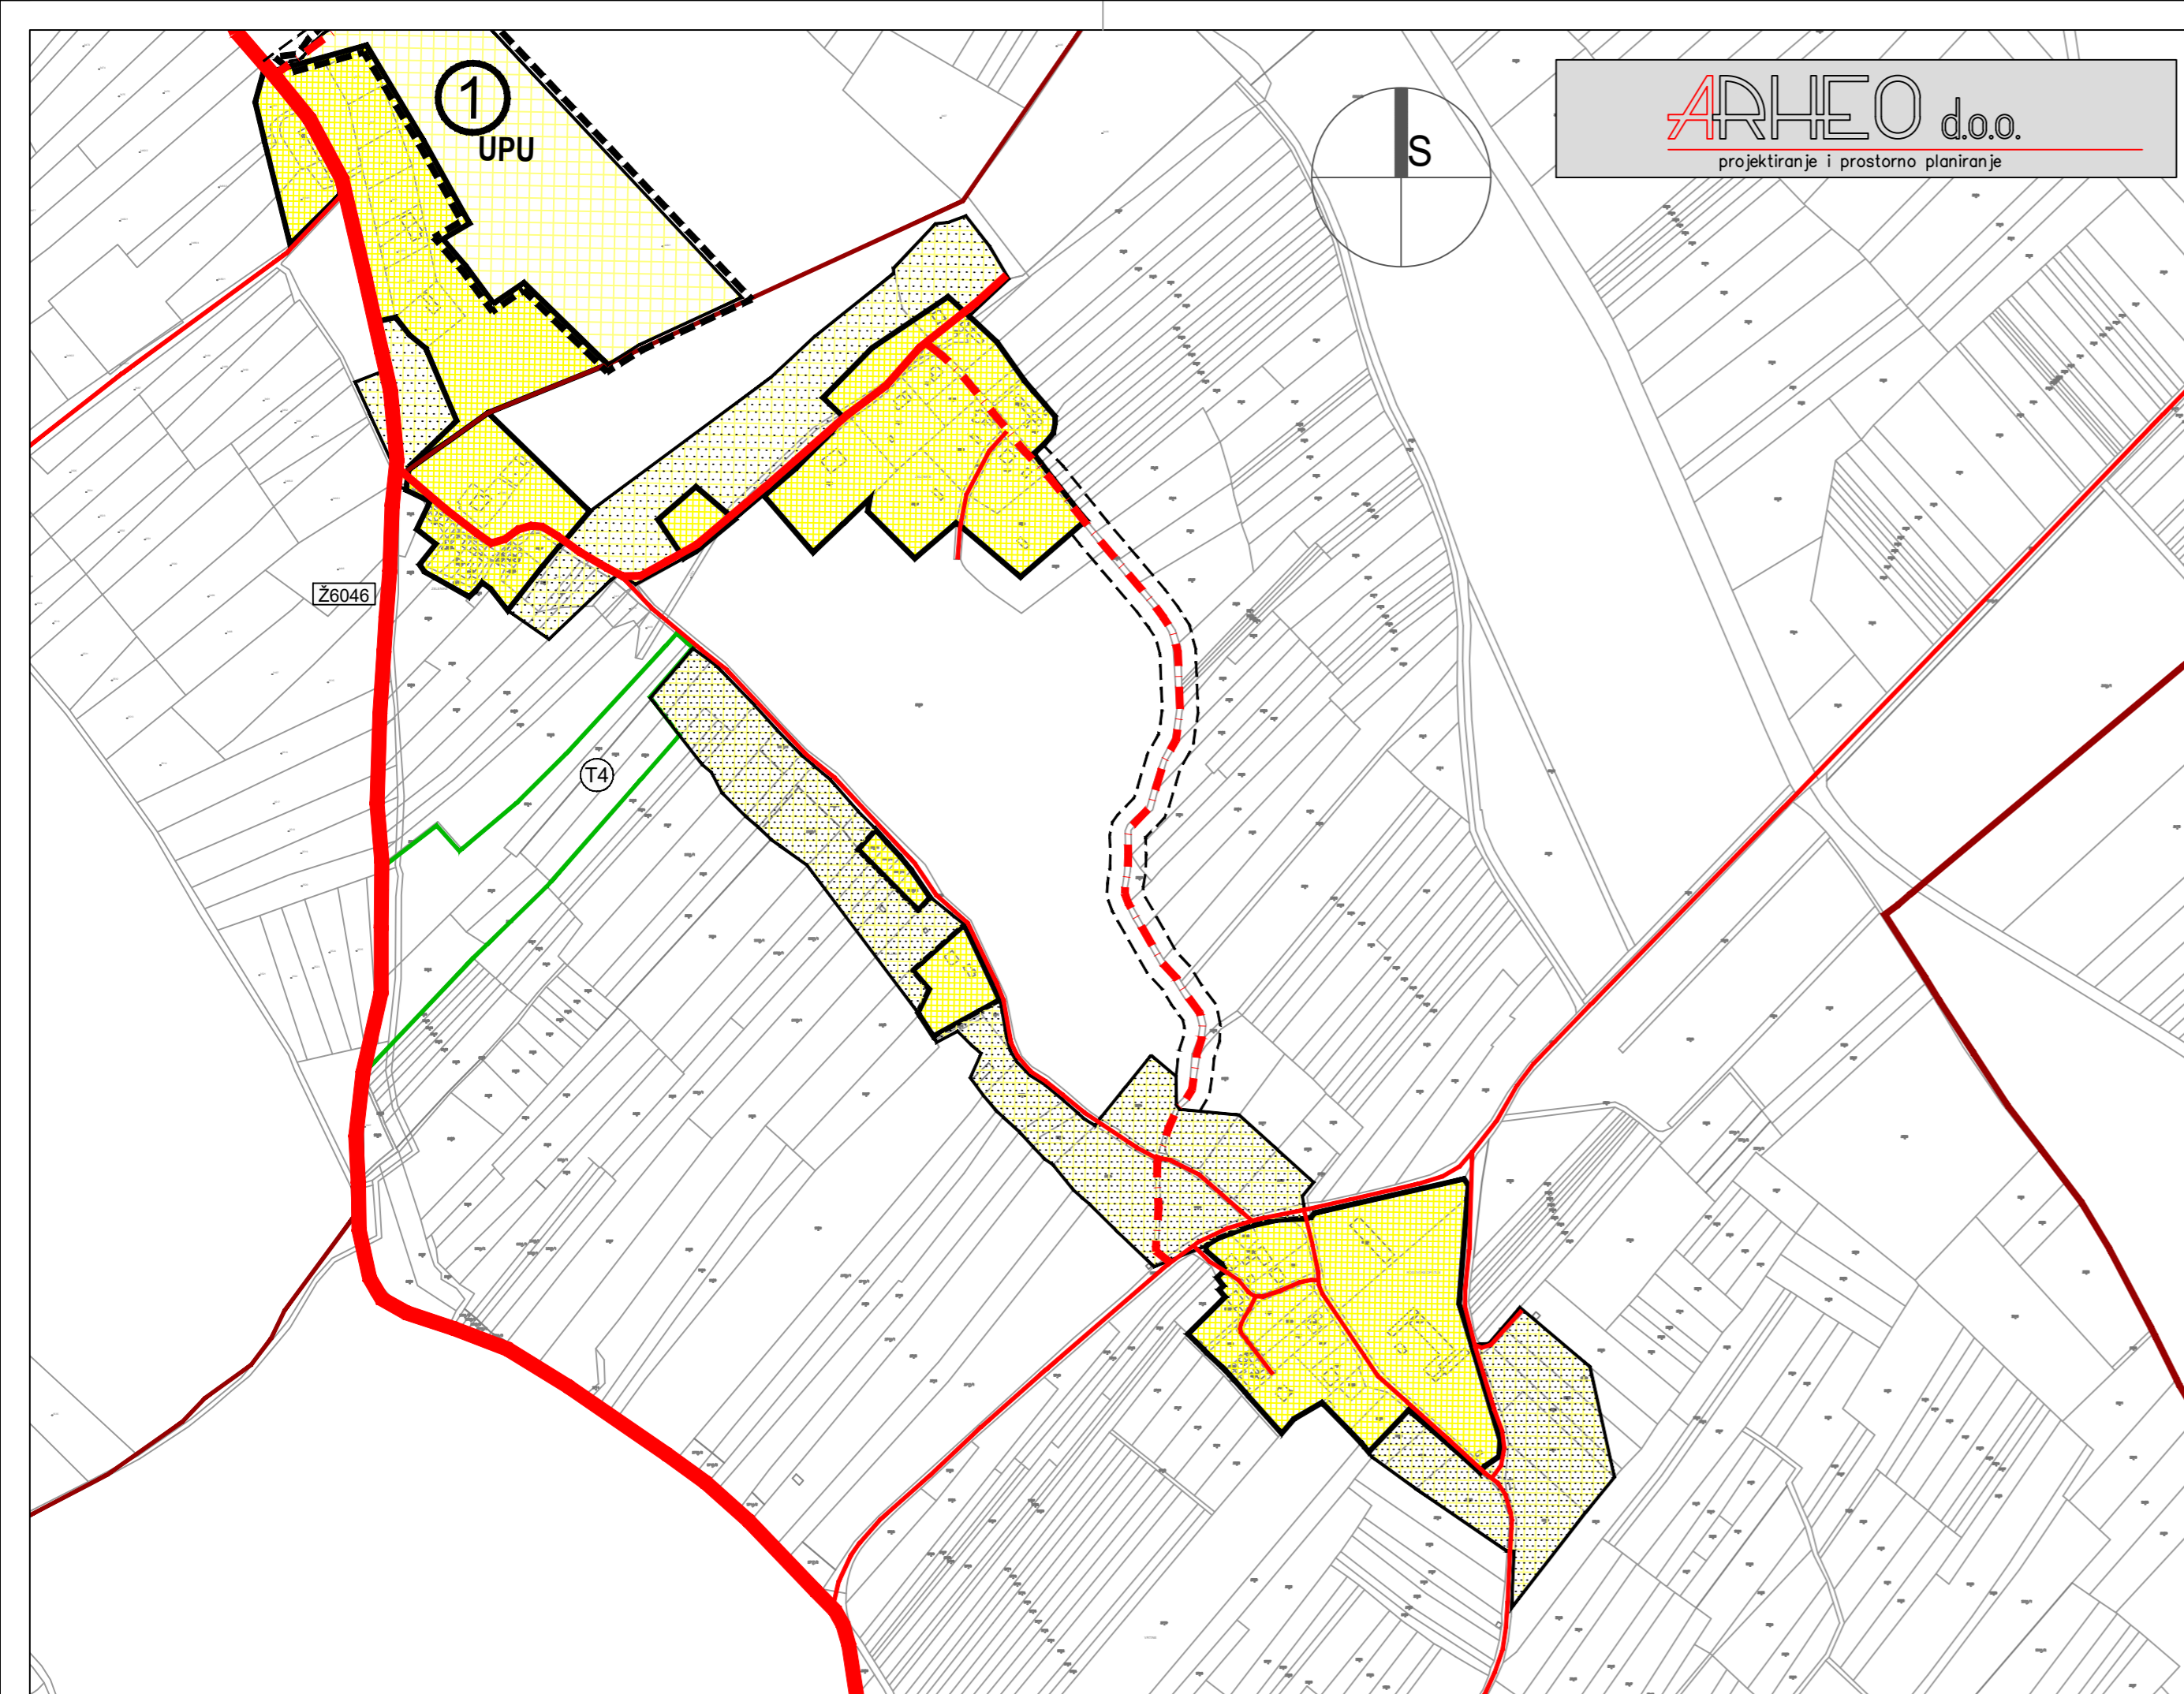 1
UPU
S
ARHEO d.o.o.
projektiranje i prostorno planiranje
Ž6046
T4